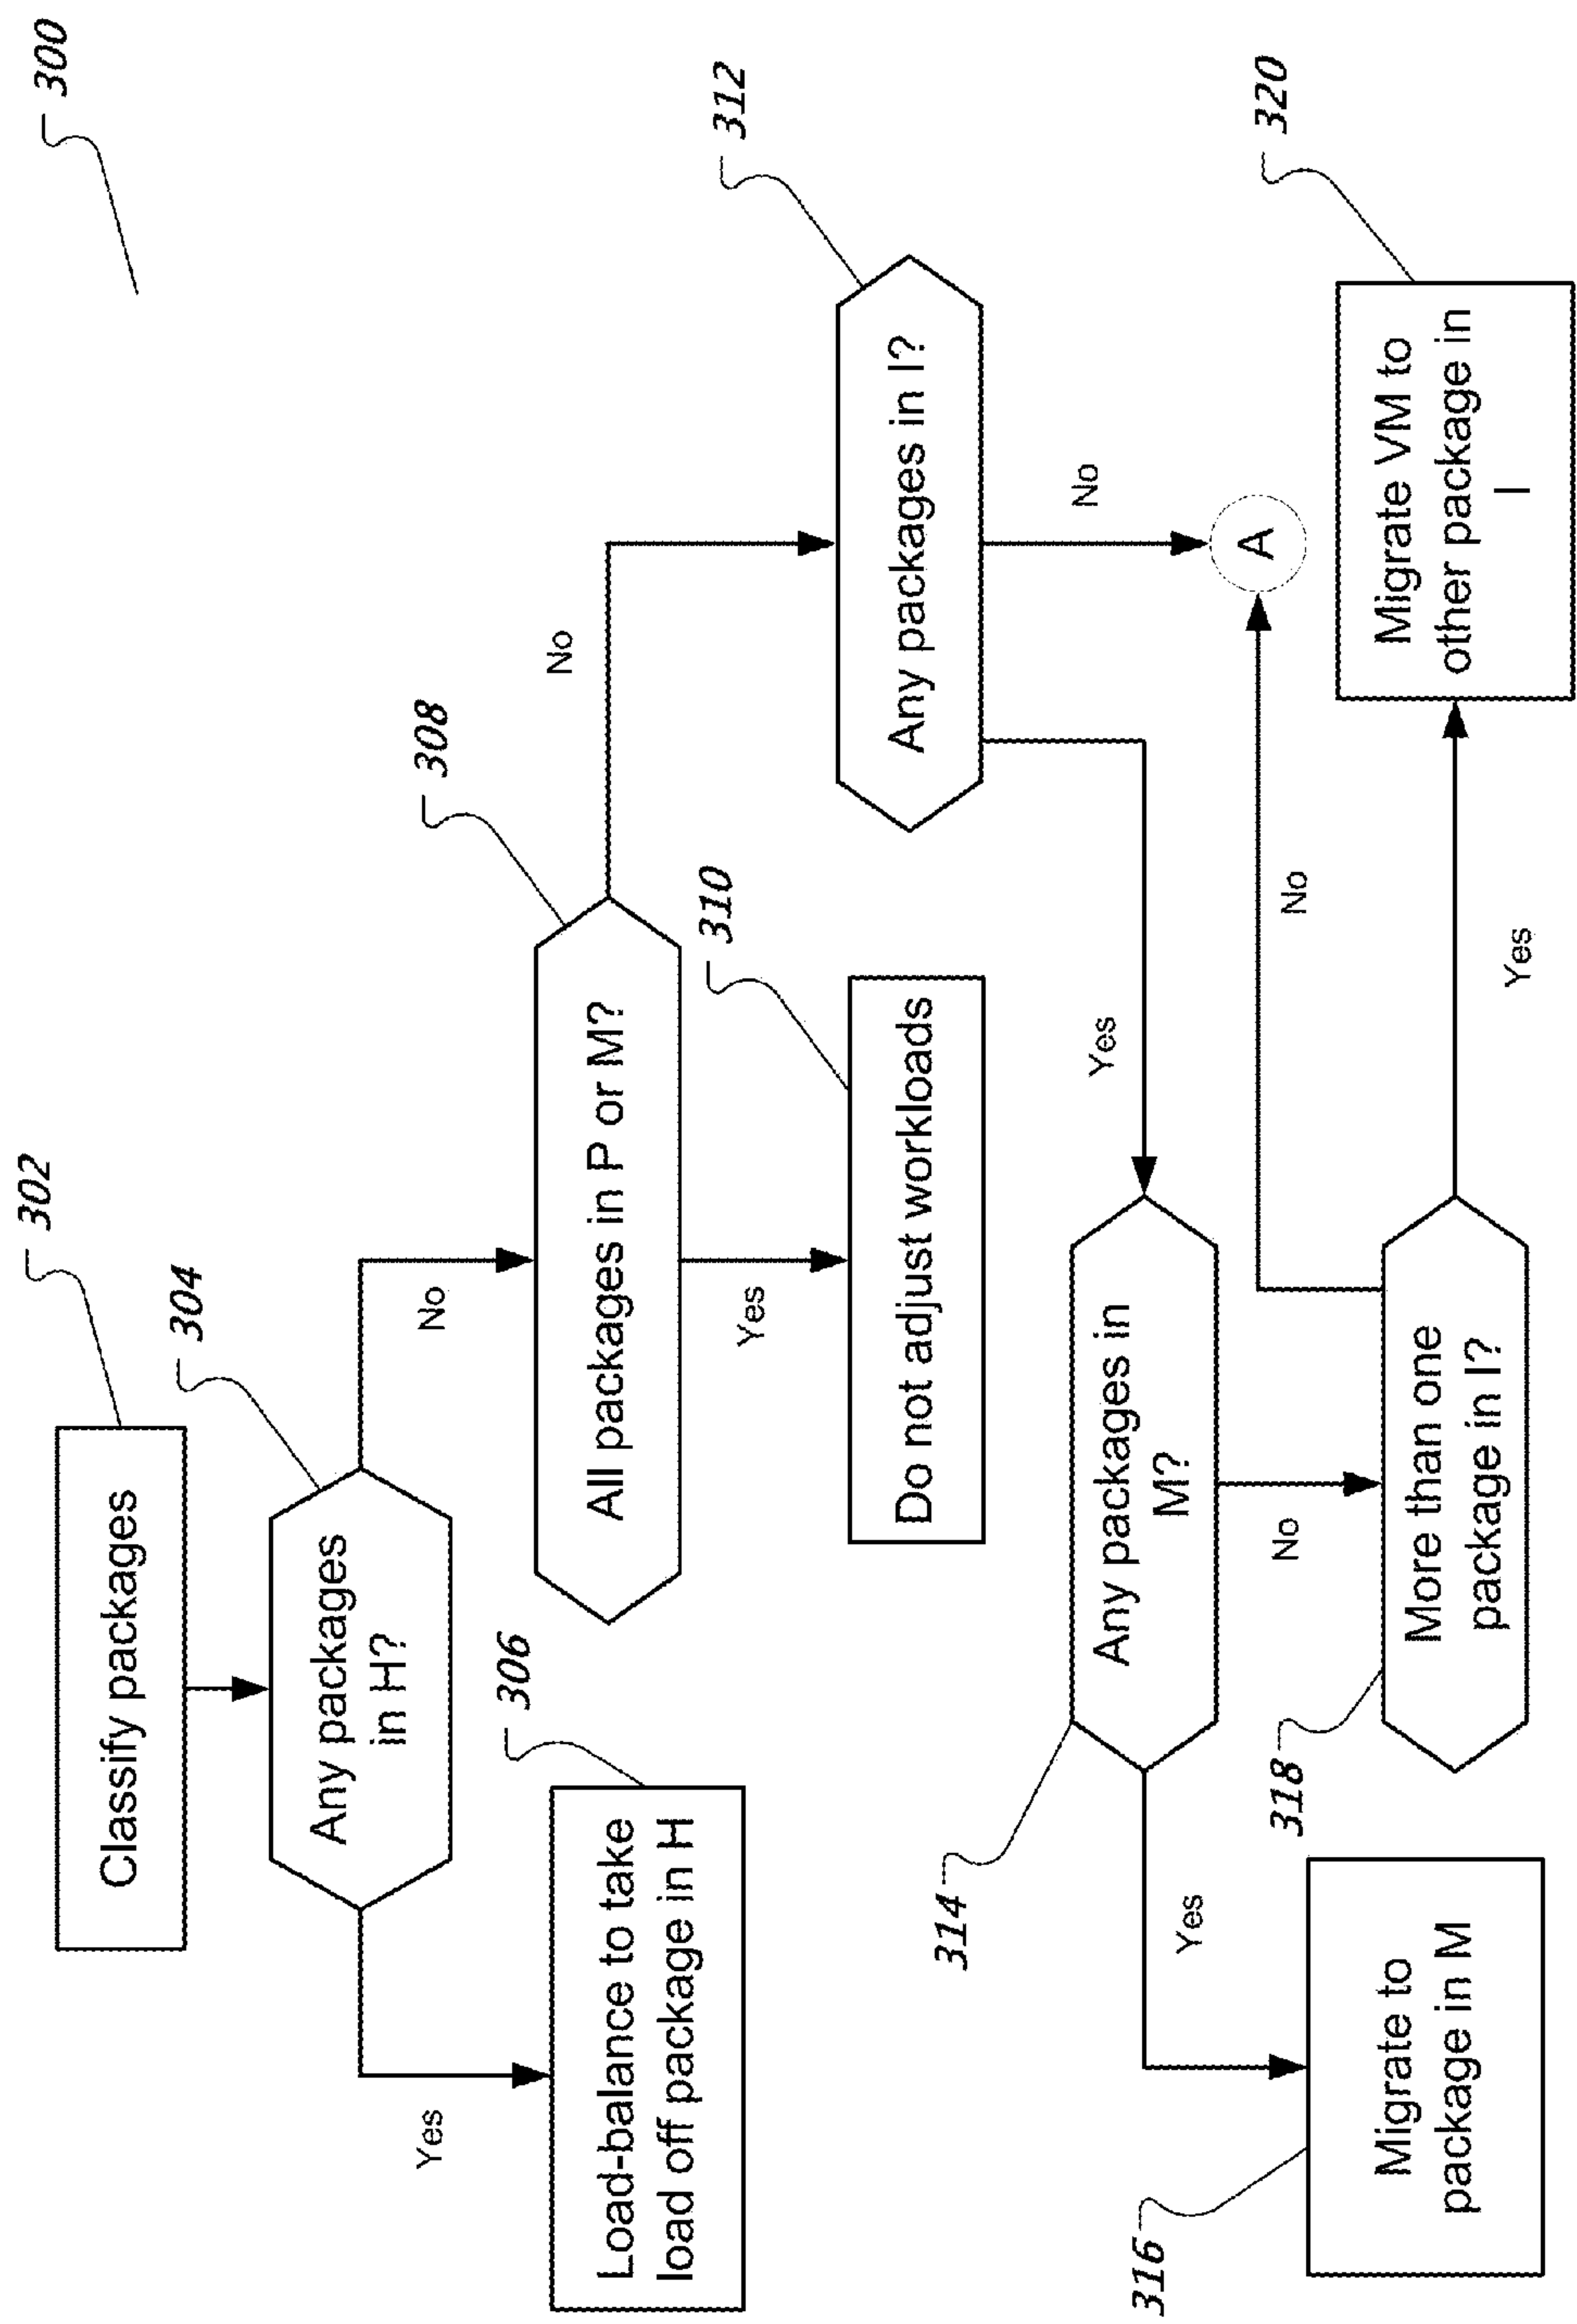 300
302
Classify packages
304
Any packages
in H?
Yes
No
306
Load-balance to take
load off package in H
308
All packages in P or M?
No
Yes
310
Do not adjust workloads
312
Any packages in I?
Yes
No
314
Any packages in
M?
A
Yes
No
No
316
Migrate to
package in M
318
More than one
package in I?
Yes
320
Migrate VM to
other package in
I